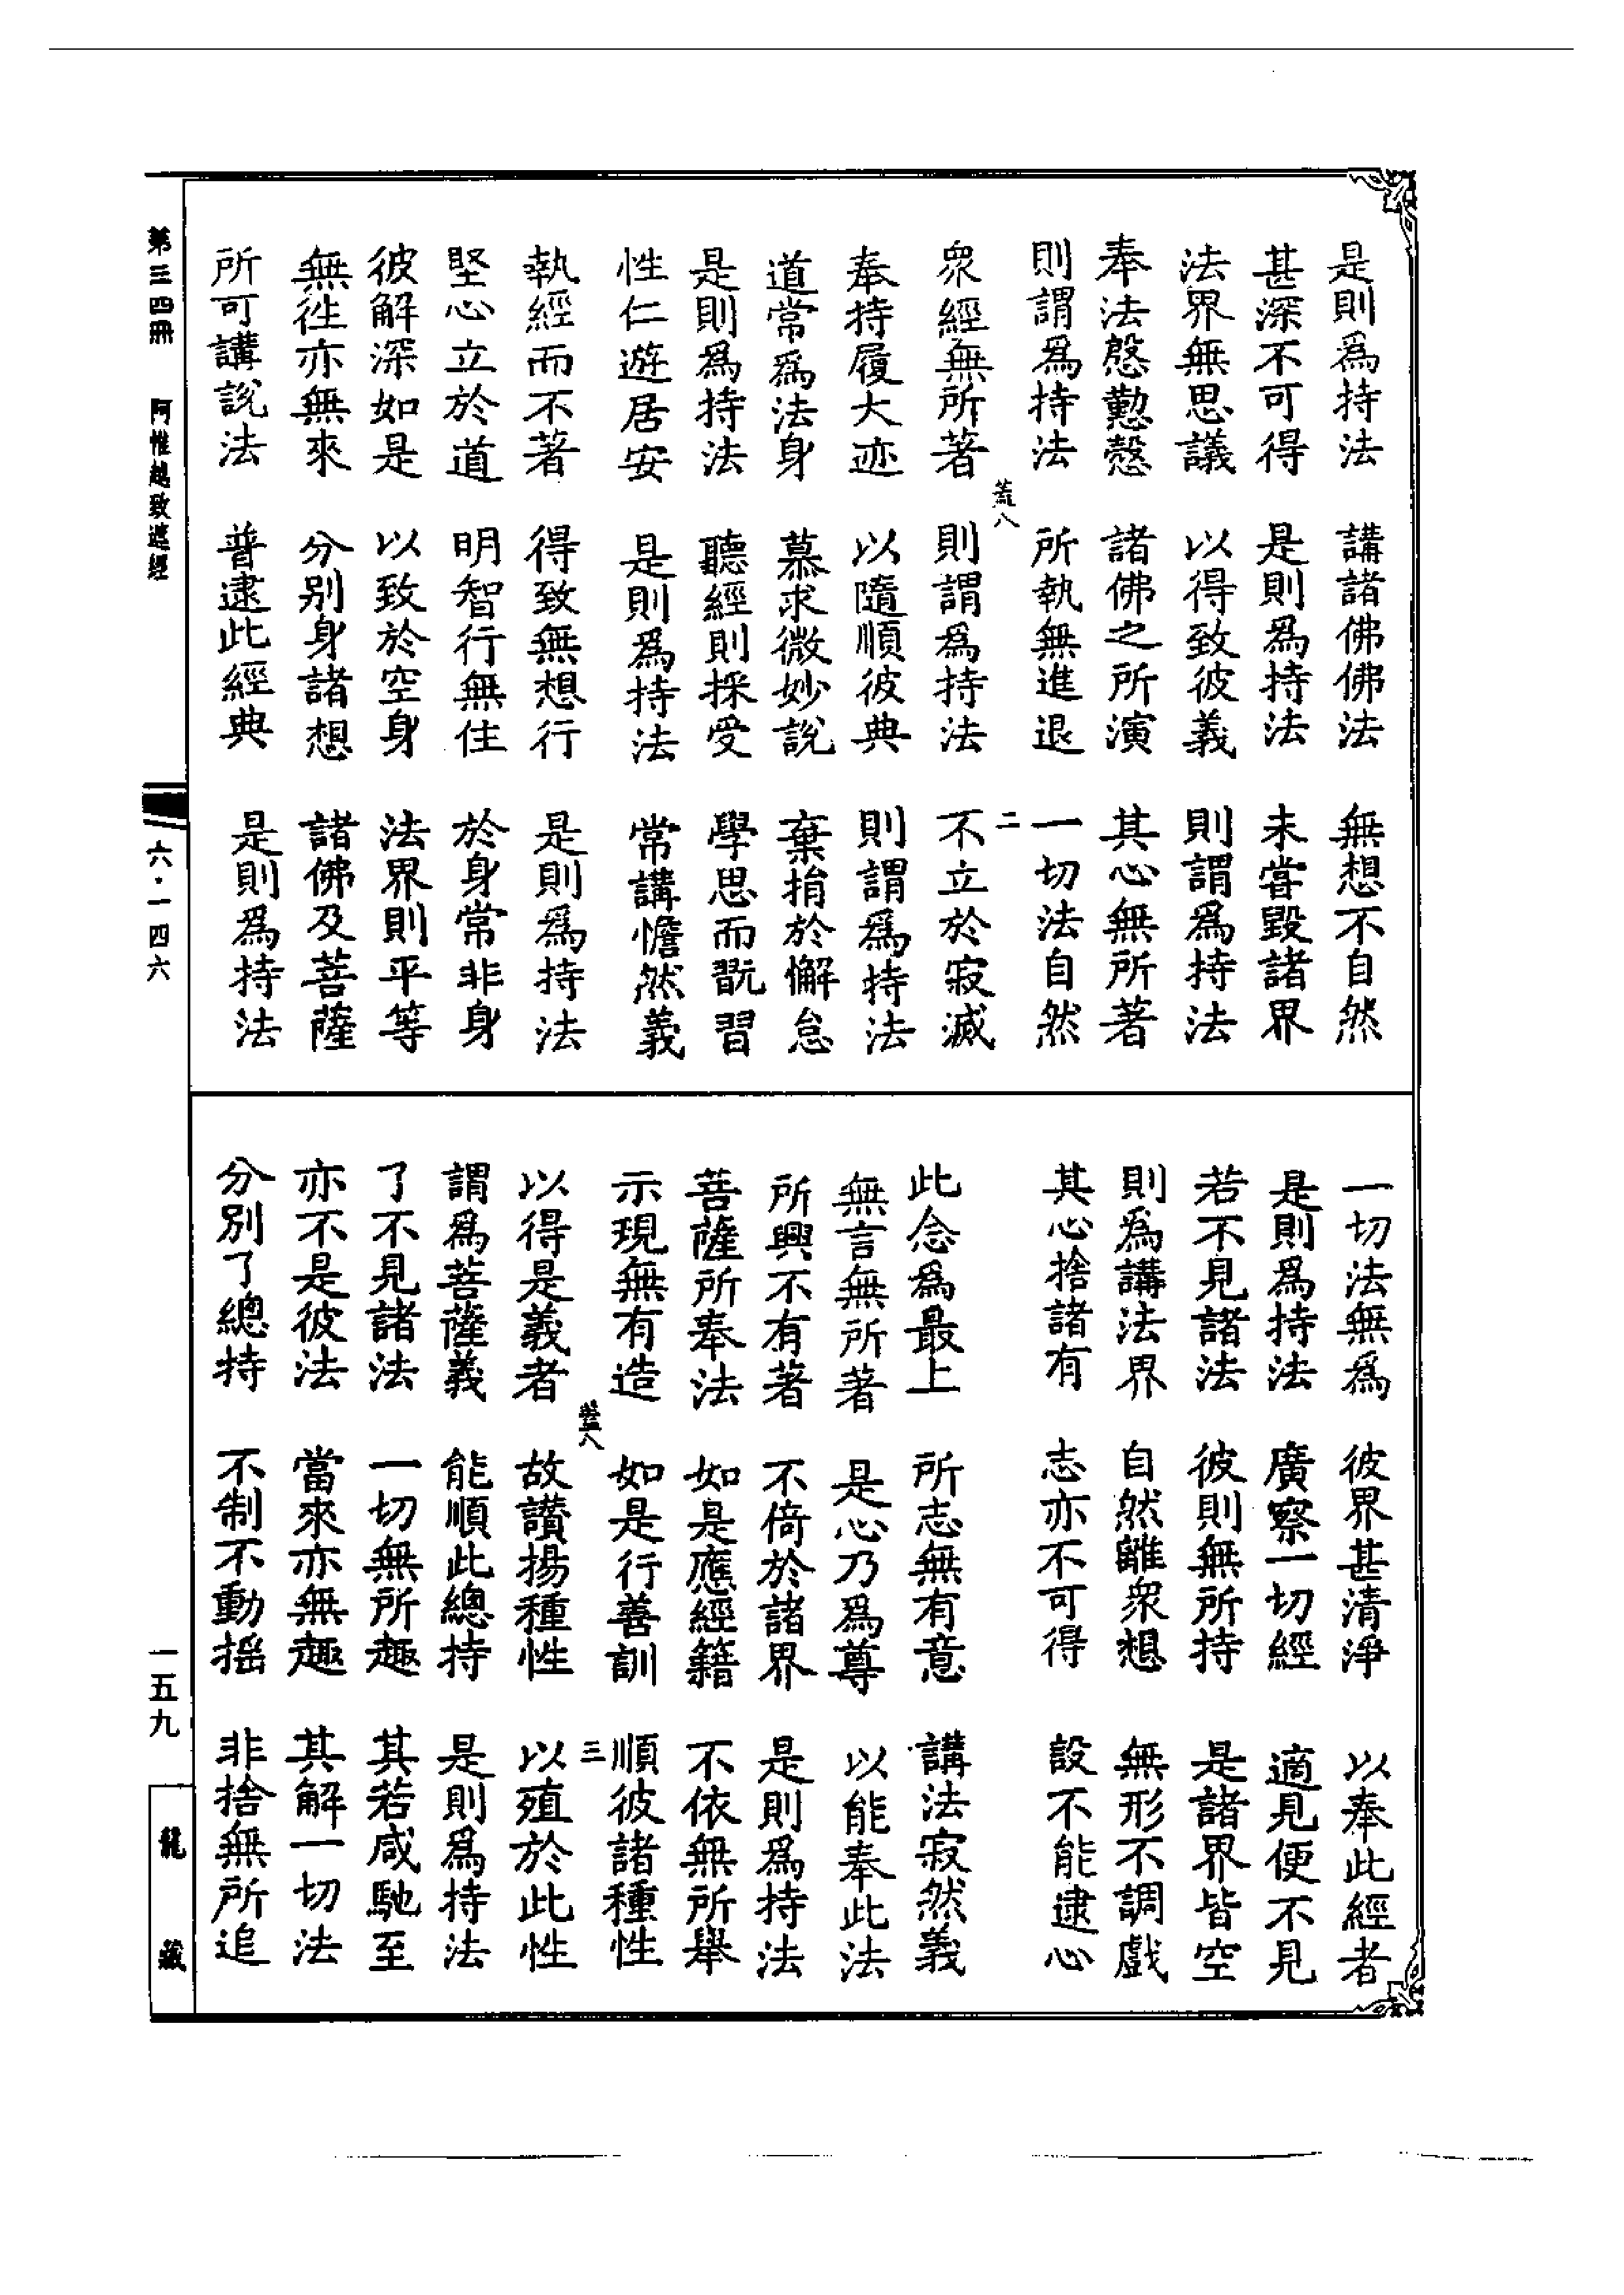 是則爲持法　講諸佛佛法　無想不自然
甚深不可得　是則爲持法　未甞毀諸界
法界無思議　以得致彼義　則謂爲持法
奉法慇懃慤　諸佛之所演　其心無所著
則謂爲持法　所執無進退　一切法自然
二
衆經無所著　則謂爲持法　不立於寂滅
奉持履大迹　以隨順彼典　則謂爲持法
道常爲法身　慕求微妙說　棄捐於懈怠
是則爲持法　聽經則採受　學思而翫習
性仁遊居安　是則爲持法　常講憺然義
執經而不著　得致無想行　是則爲持法
堅心立於道　明智行無住　於身常非身
彼解深如是　以致於空身　法界則平等
無徃亦無來　分別身諸想　諸佛及菩薩
所可講說法　普逮此經典　是則爲持法
一切法無爲　彼界甚清淨　以奉此經者
是則爲持法　廣察一切經　適見便不見
若不見諸法　彼則無所持　是諸界皆空
則爲講法界　自然離衆想　無形不調戲
其心捨諸有　志亦不可得　設不能逮心
此念爲最上　所志無有意　講法寂然義
無言無所著　是心乃爲尊　以能奉此法
所興不有著　不倚於諸界　是則爲持法
菩薩所奉法　如是應經籍　不依無所舉
示現無有造　如是行善訓　順彼諸種性
三
以得是義者　故讚揚種性　以殖於此性
謂爲菩薩義　能順此總持　是則爲持法
了不見諸法　一切無所趣　其若咸馳至
亦不是彼法　當來亦無趣　其解一切法
分別了總持　不制不動搖　非捨無所追
第三四冊　阿惟越致遮經
六·一四六
一五九
龍藏